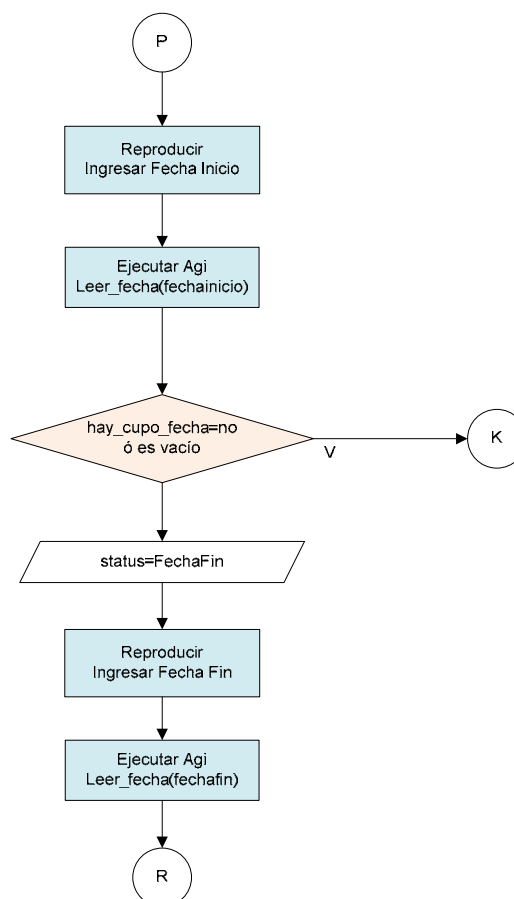 P
Reproducir
Ingresar Fecha Inicio
Ejecutar Agi
Leer_fecha(fechainicio)
hay_cupo_fecha=no
ó es vacío
V
K
status=FechaFin
Reproducir
Ingresar Fecha Fin
Ejecutar Agi
Leer_fecha(fechafin)
R